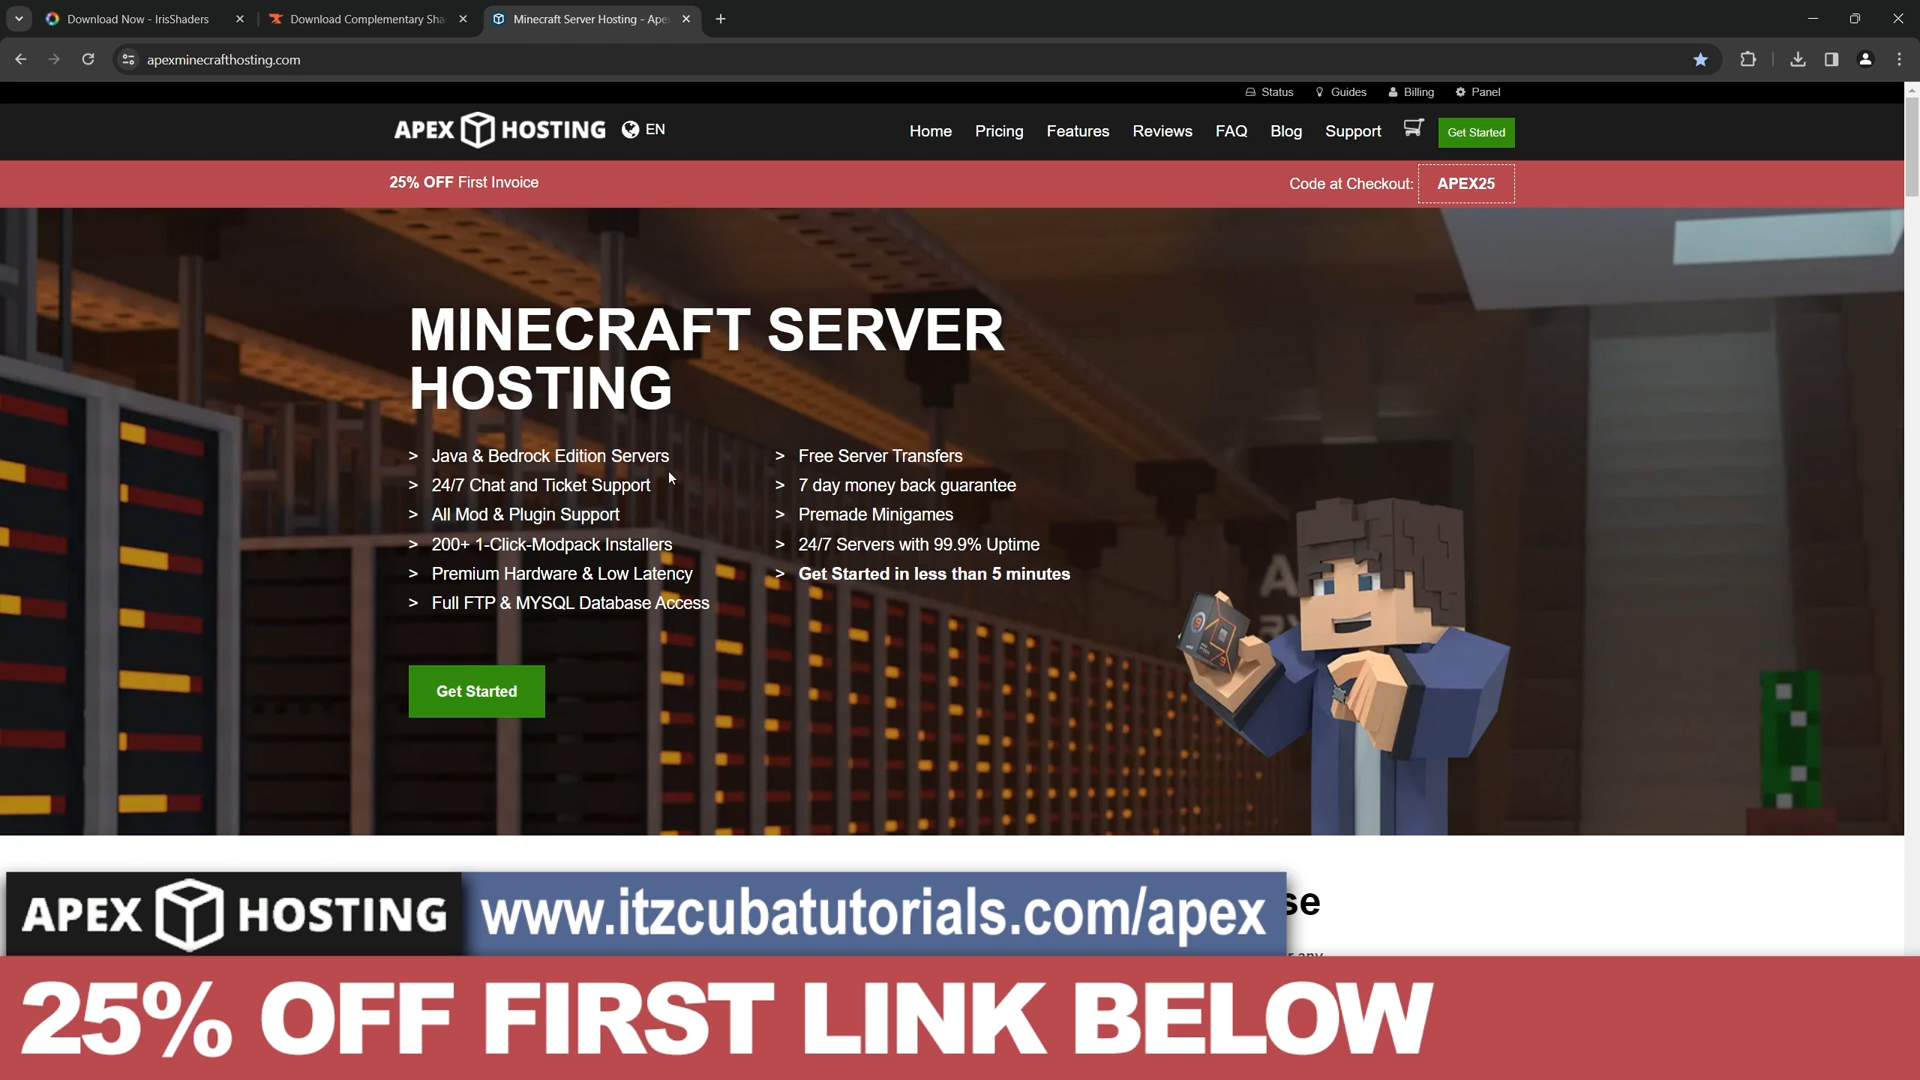 Download Now - IrisShaders
Download Complementary Sha
Minecraft Server Hosting - Ape
apexminecrafthosting.com
Status Guides Billing Panel
APEX HOSTING EN
Home Pricing Features Reviews FAQ Blog Support Get Started
25% OFF First Invoice
Code at Checkout: APEX25
MINECRAFT SERVER
HOSTING
> Java & Bedrock Edition Servers
> 24/7 Chat and Ticket Support
> All Mod & Plugin Support
> 200+ 1-Click-Modpack Installers
> Premium Hardware & Low Latency
> Full FTP & MYSQL Database Access
> Free Server Transfers
> 7 day money back guarantee
> Premade Minigames
> 24/7 Servers with 99.9% Uptime
> Get Started in less than 5 minutes
Get Started
se
APEX HOSTING www.itzcubatutorials.com/apex
25% OFF FIRST LINK BELOW